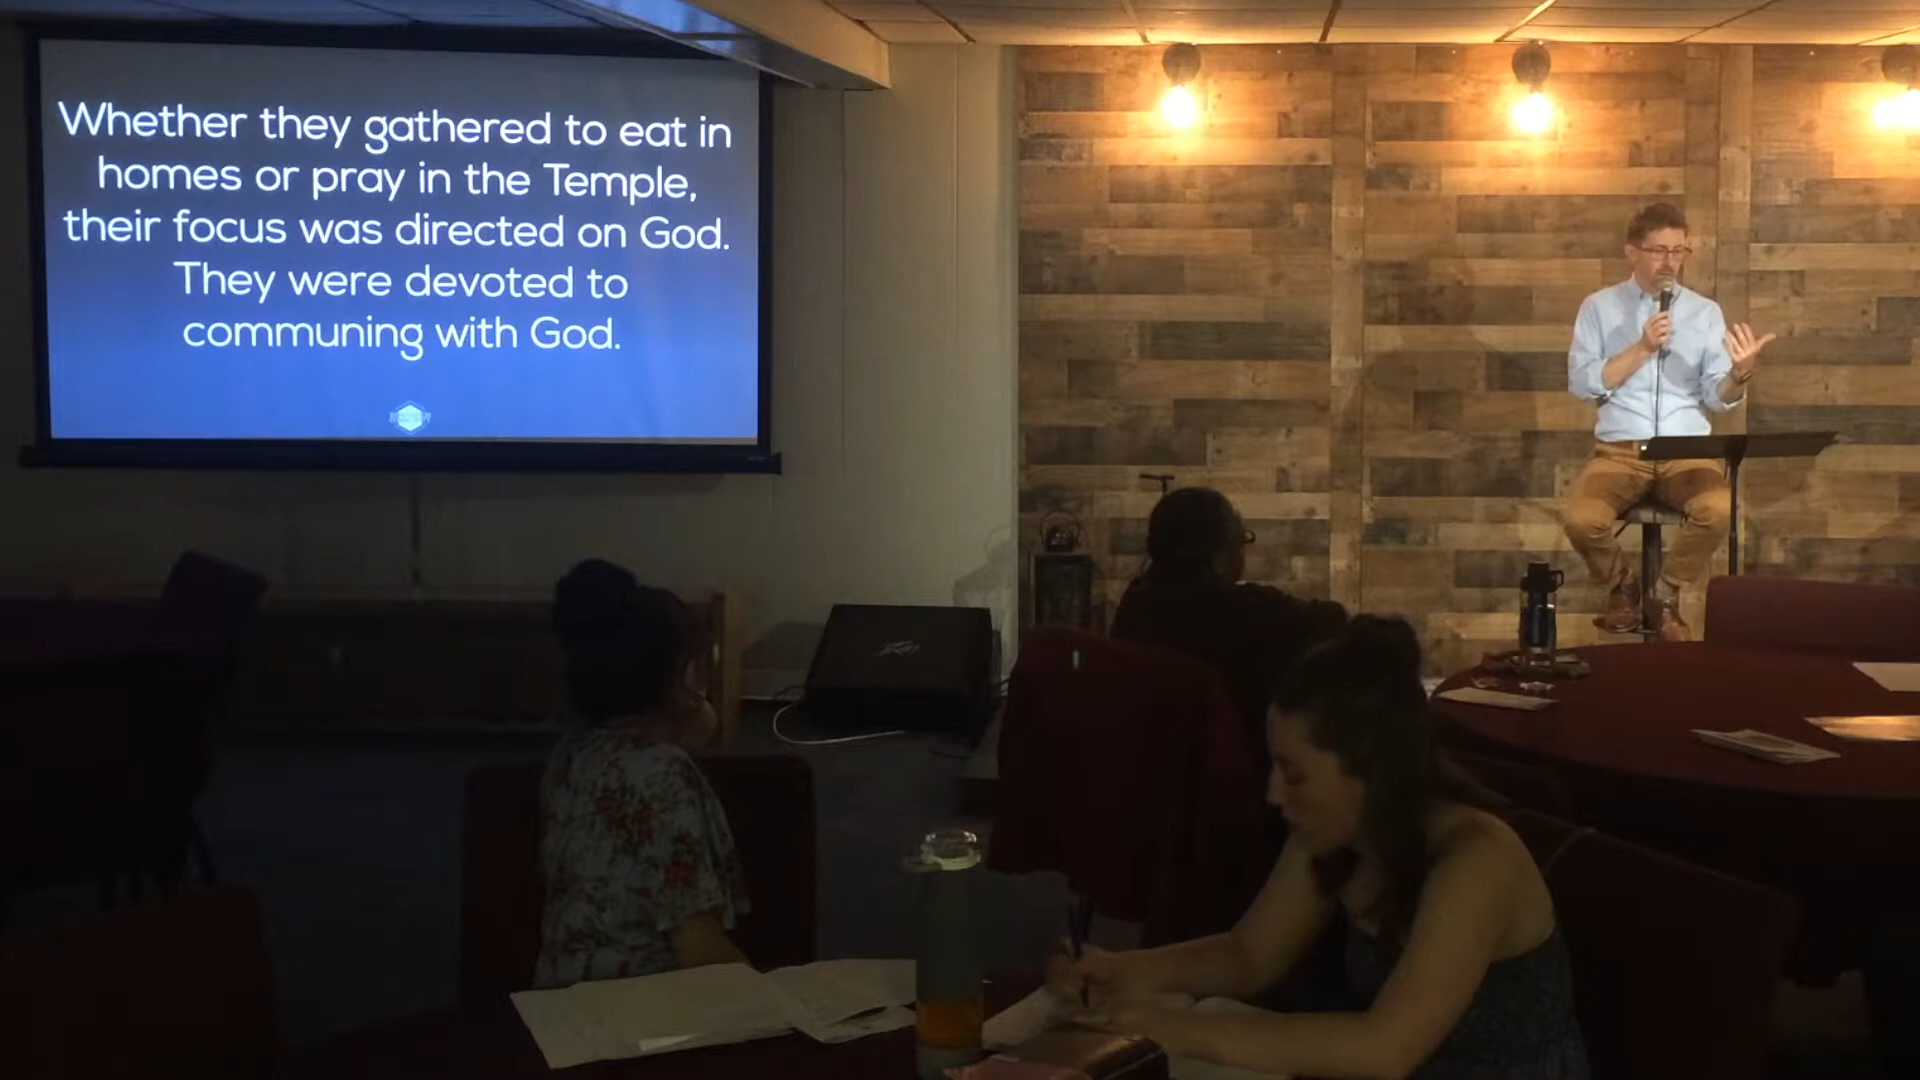 Whether they gathered to eat in
homes or pray in the Temple,
their focus was directed on God.
They were devoted to
communing with God.